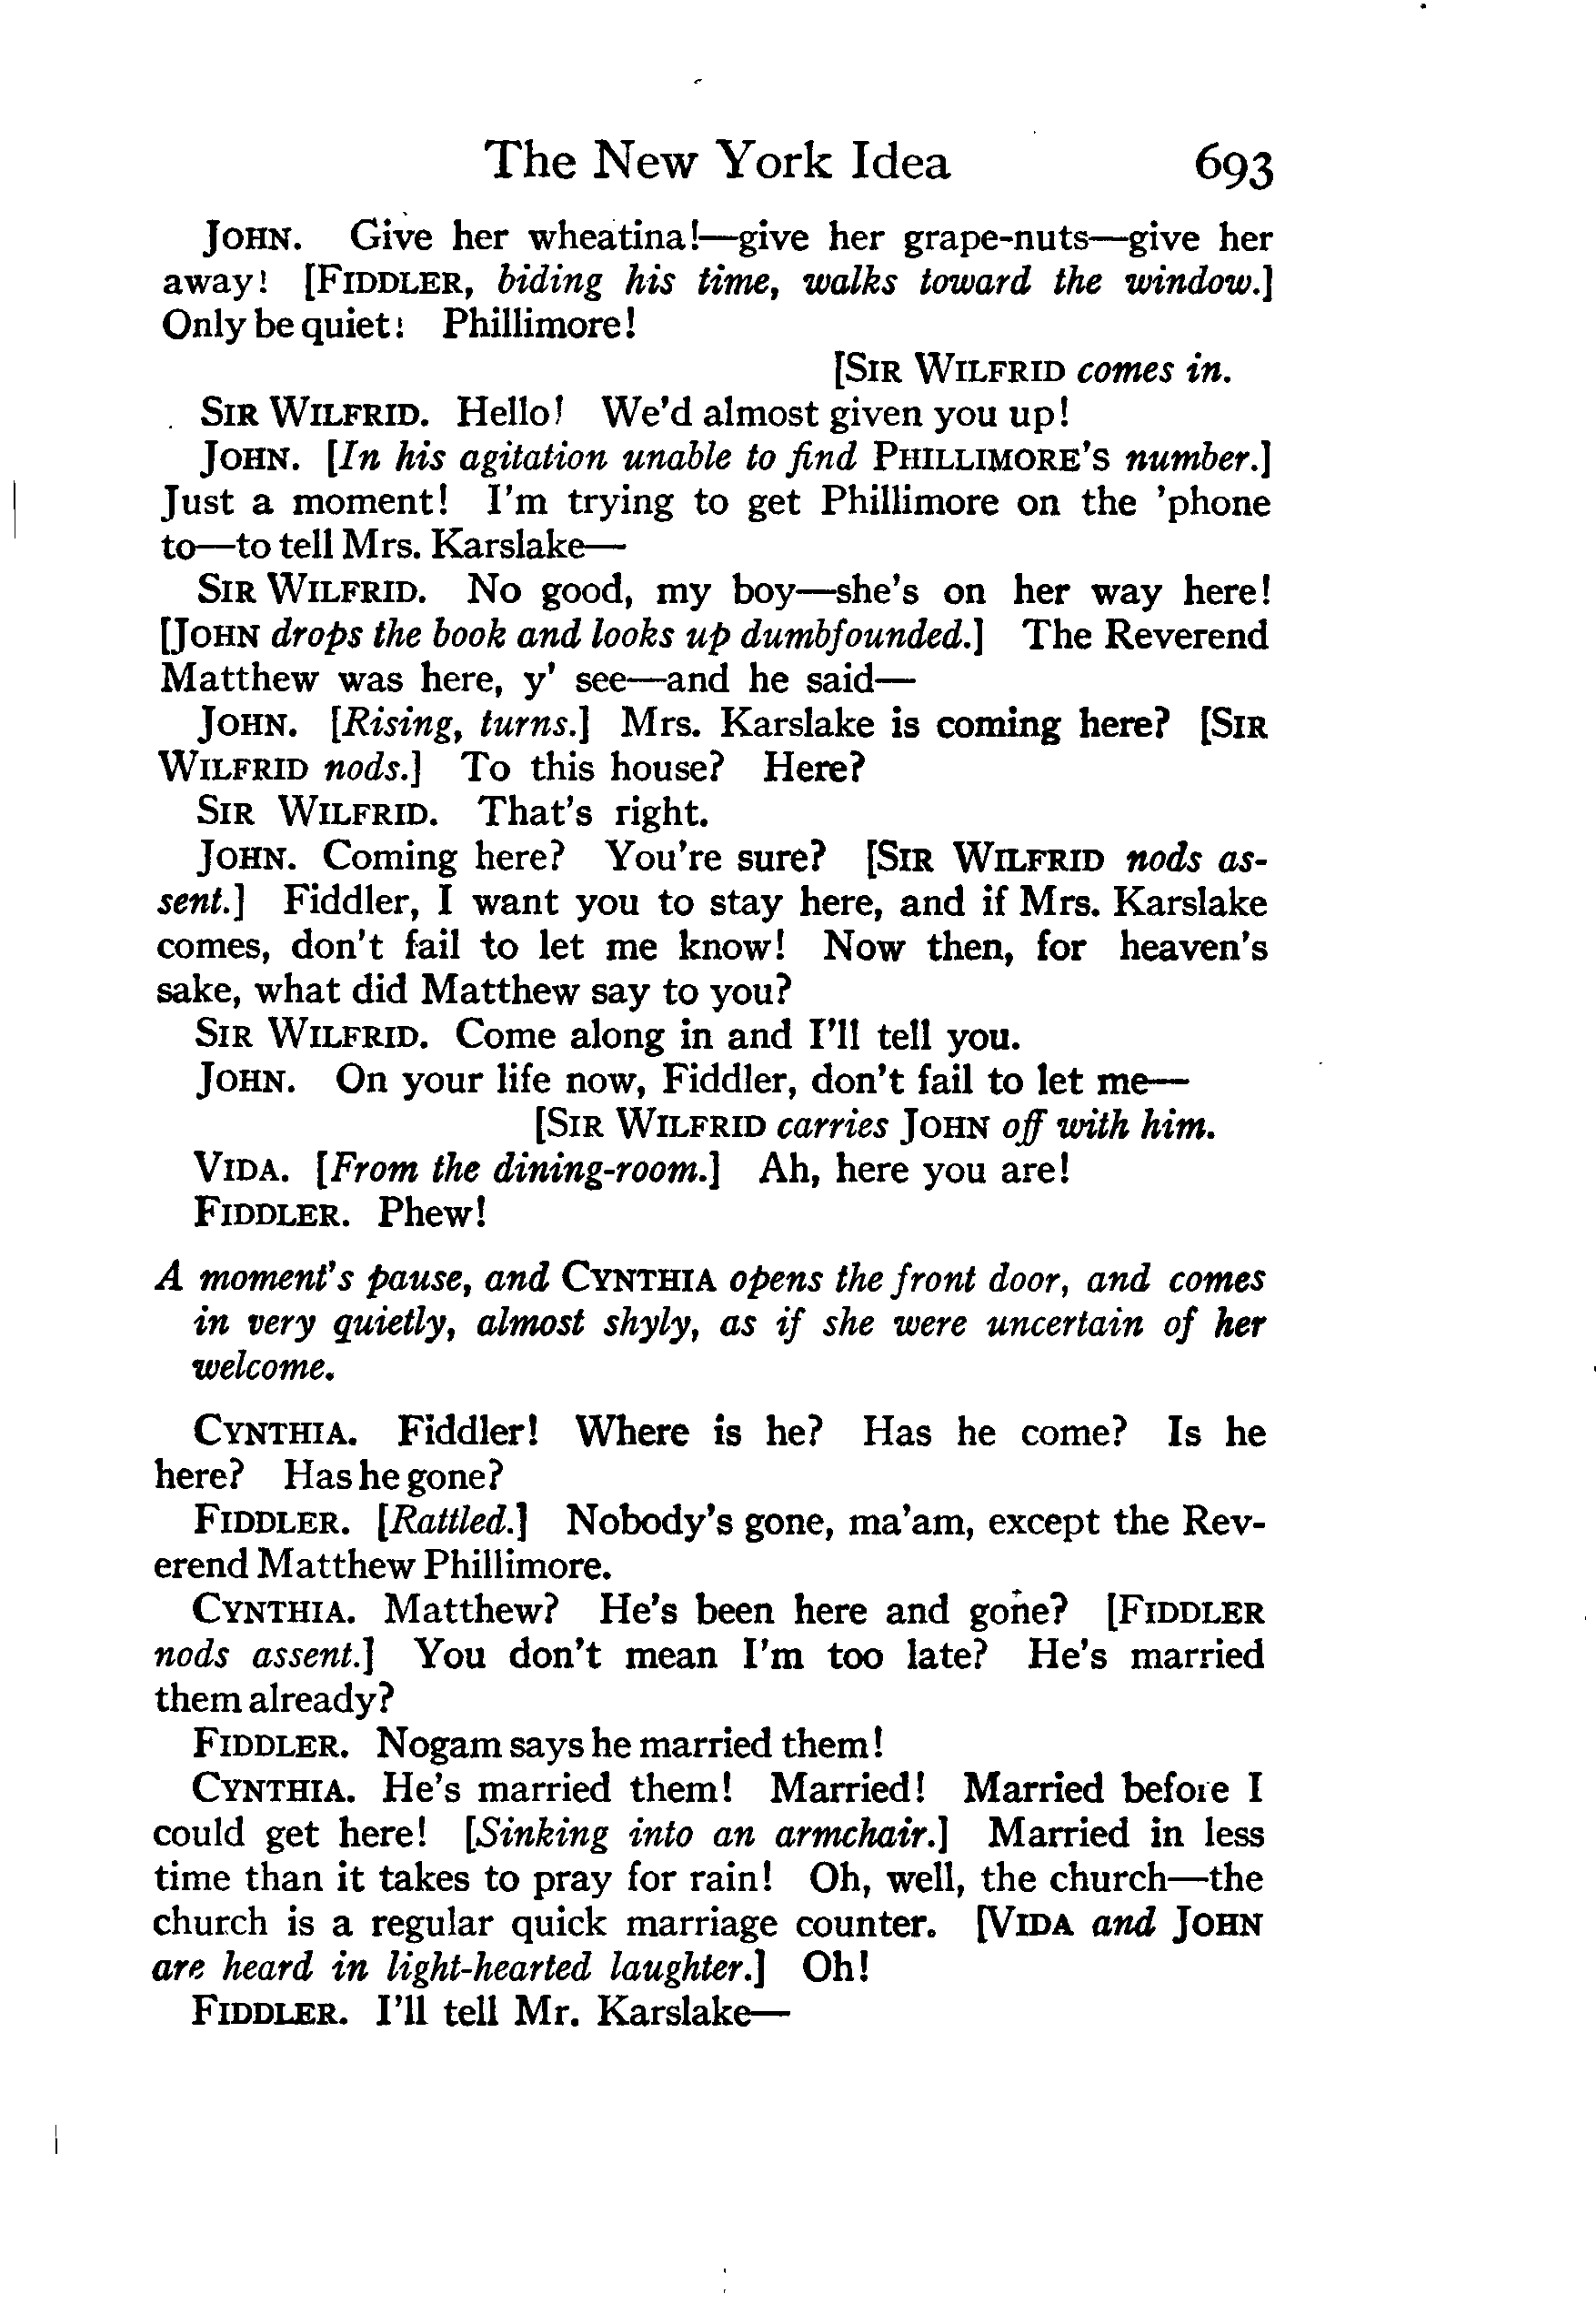 The New York Idea 693
JOHN. Give her wheatina!—give her grape-nuts—give her
away! [FIDDLER, biding his time, walks toward the window.]
Only be quiet! Phillimore!
[SIR WILFRID comes in.
SIR WILFRID. Hello! We'd almost given you up!
JOHN. [In his agitation unable to find PHILLIMORE'S number.]
Just a moment! I'm trying to get Phillimore on the 'phone
to—to tell Mrs. Karslake—
SIR WILFRID. No good, my boy—she's on her way here!
[JOHN drops the book and looks up dumbfounded.] The Reverend
Matthew was here, y' see—and he said—
JOHN. [Rising, turns.] Mrs. Karslake is coming here? [SIR
WILFRID nods.] To this house? Here?
SIR WILFRID. That's right.
JOHN. Coming here? You're sure? [SIR WILFRID nods as-
sent.] Fiddler, I want you to stay here, and if Mrs. Karslake
comes, don't fail to let me know! Now then, for heaven's
sake, what did Matthew say to you?
SIR WILFRID. Come along in and I'll tell you.
JOHN. On your life now, Fiddler, don't fail to let me—
[SIR WILFRID carries JOHN off with him.
VIDA. [From the dining-room.] Ah, here you are!
FIDDLER. Phew!
A moment's pause, and CYNTHIA opens the front door, and comes
in very quietly, almost shyly, as if she were uncertain of her
welcome.
CYNTHIA. Fiddler! Where is he? Has he come? Is he
here? Has he gone?
FIDDLER. [Rattled.] Nobody's gone, ma'am, except the Rev-
erend Matthew Phillimore.
CYNTHIA. Matthew? He's been here and gone? [FIDDLER
nods assent.] You don't mean I'm too late? He's married
them already?
FIDDLER. Nogam says he married them!
CYNTHIA. He's married them! Married! Married before I
could get here! [Sinking into an armchair.] Married in less
time than it takes to pray for rain! Oh, well, the church—the
church is a regular quick marriage counter. [VIDA and JOHN
are heard in light-hearted laughter.] Oh!
FIDDLER. I'll tell Mr. Karslake—